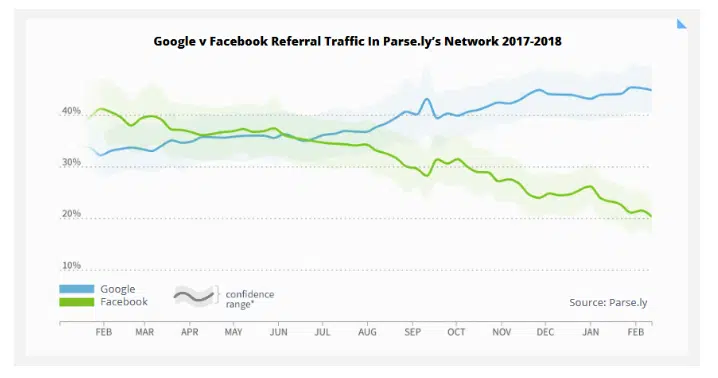 Google v Facebook Referral Traffic In Parse.ly's Network 2017-2018
40%
30%
20%
10%
Google
Facebook
confidence
range*
Source: Parse.ly
FEB MAR APR MAY JUN JUL AUG SEP OCT NOV DEC JAN FEB